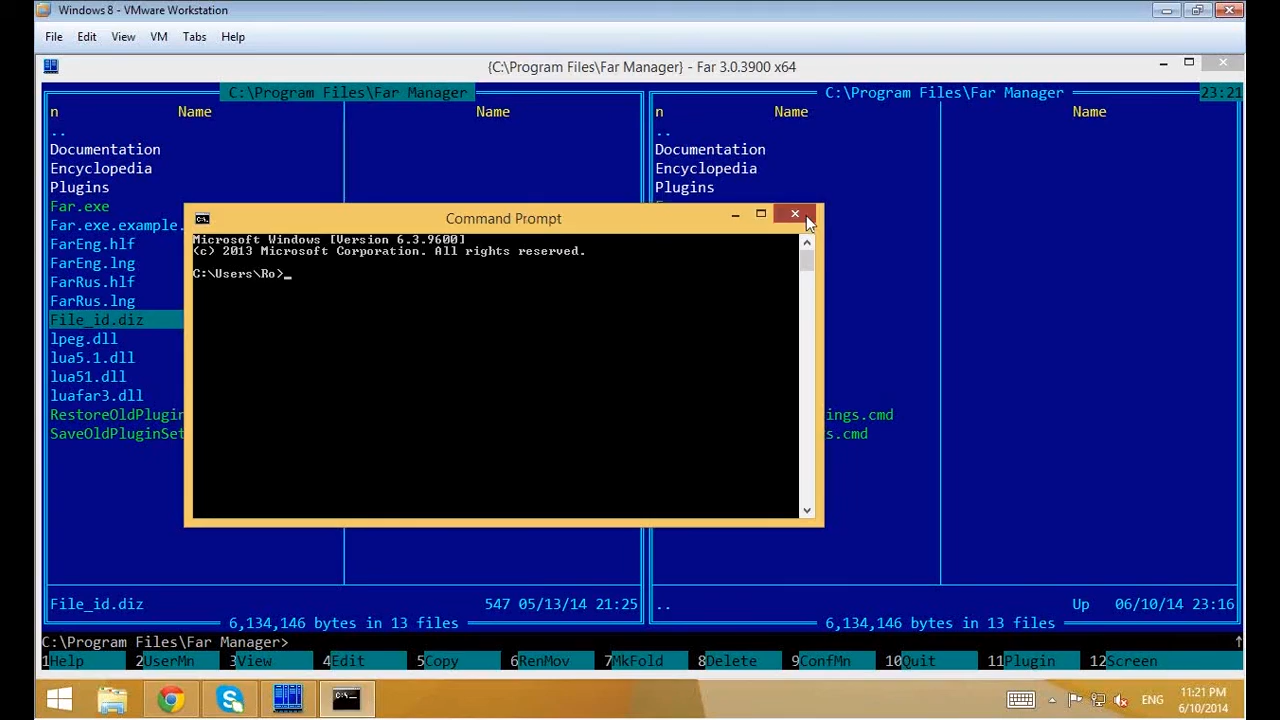 Windows 8 - VMware Workstation
File Edit View VM Tabs Help
{C:\Program Files\Far Manager} - Far 3.0.3900 x64
C:\Program Files\Far Manager
n Name Name
..
Documentation
Encyclopedia
Plugins
Far.exe
Far.exe.example.
FarEng.hlf
FarEng.lng
FarRus.hlf
FarRus.lng
File_id.diz
lpeg.dll
lua5.1.dll
lua51.dll
luafar3.dll
RestoreOldPlugin
SaveOldPluginSet
File_id.diz 547 05/13/14 21:25
6,134,146 bytes in 13 files
C:\Program Files\Far Manager 23:21
n Name Name
..
Documentation
Encyclopedia
Plugins
ings.cmd
s.cmd
.. Up 06/10/14 23:16
6,134,146 bytes in 13 files
Command Prompt
Microsoft Windows [Version 6.3.9600]
(c) 2013 Microsoft Corporation. All rights reserved.
C:\Users\Ro>_
C:\Program Files\Far Manager>
1Help 2UserMn 3View 4Edit 5Copy 6RenMov 7MkFold 8Delete 9ConfMn 10Quit 11Plugin 12Screen
ENG 11:21 PM
6/10/2014